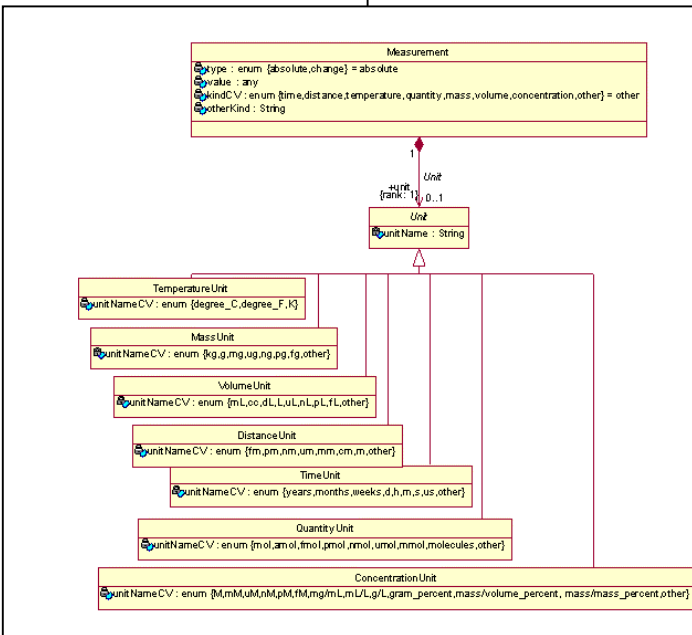 Measurement
type : enum {absolute,change} = absolute
value : any
kindCV : enum {time,distance,temperature,quantity,mass,volume,concentration,other} = other
otherKind : String
1
Unit
+unit
{rank: 1}
0..1
Unit
unitName : String
TemperatureUnit
unitNameCV : enum {degree_C,degree_F,K}
MassUnit
unitNameCV : enum {kg,g,mg,ug,ng,pg,fg,other}
VolumeUnit
unitNameCV : enum {mL,cc,dL,L,uL,nL,pL,fL,other}
DistanceUnit
unitNameCV : enum {fm,pm,nm,um,mm,cm,m,other}
TimeUnit
unitNameCV : enum {years,months,weeks,d,h,m,s,us,other}
QuantityUnit
unitNameCV : enum {mol,amol,fmol,pmol,nmol,umol,mmol,molecules,other}
ConcentrationUnit
unitNameCV : enum {M,mM,uM,nM,pM,fM,mg/mL,mL/L,g/L,gram_percent,mass/volume_percent, mass/mass_percent,other}